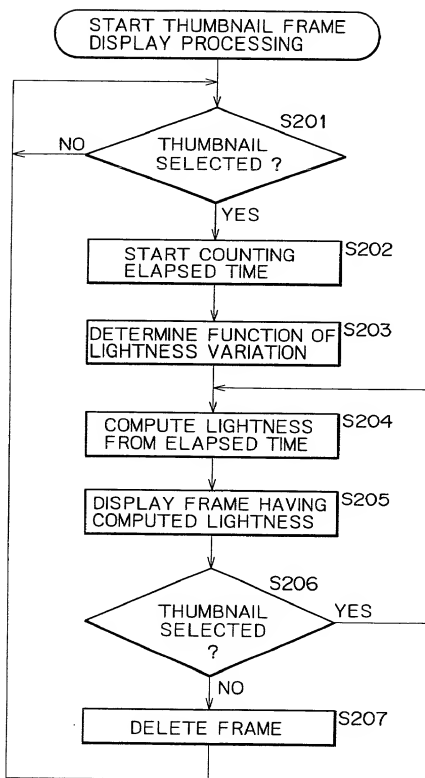 START THUMBNAIL FRAME
DISPLAY PROCESSING
S201
NO
THUMBNAIL
SELECTED ?
YES
S202
START COUNTING
ELAPSED TIME
S203
DETERMINE FUNCTION OF
LIGHTNESS VARIATION
S204
COMPUTE LIGHTNESS
FROM ELAPSED TIME
S205
DISPLAY FRAME HAVING
COMPUTED LIGHTNESS
S206
THUMBNAIL
SELECTED
?
YES
NO
S207
DELETE FRAME